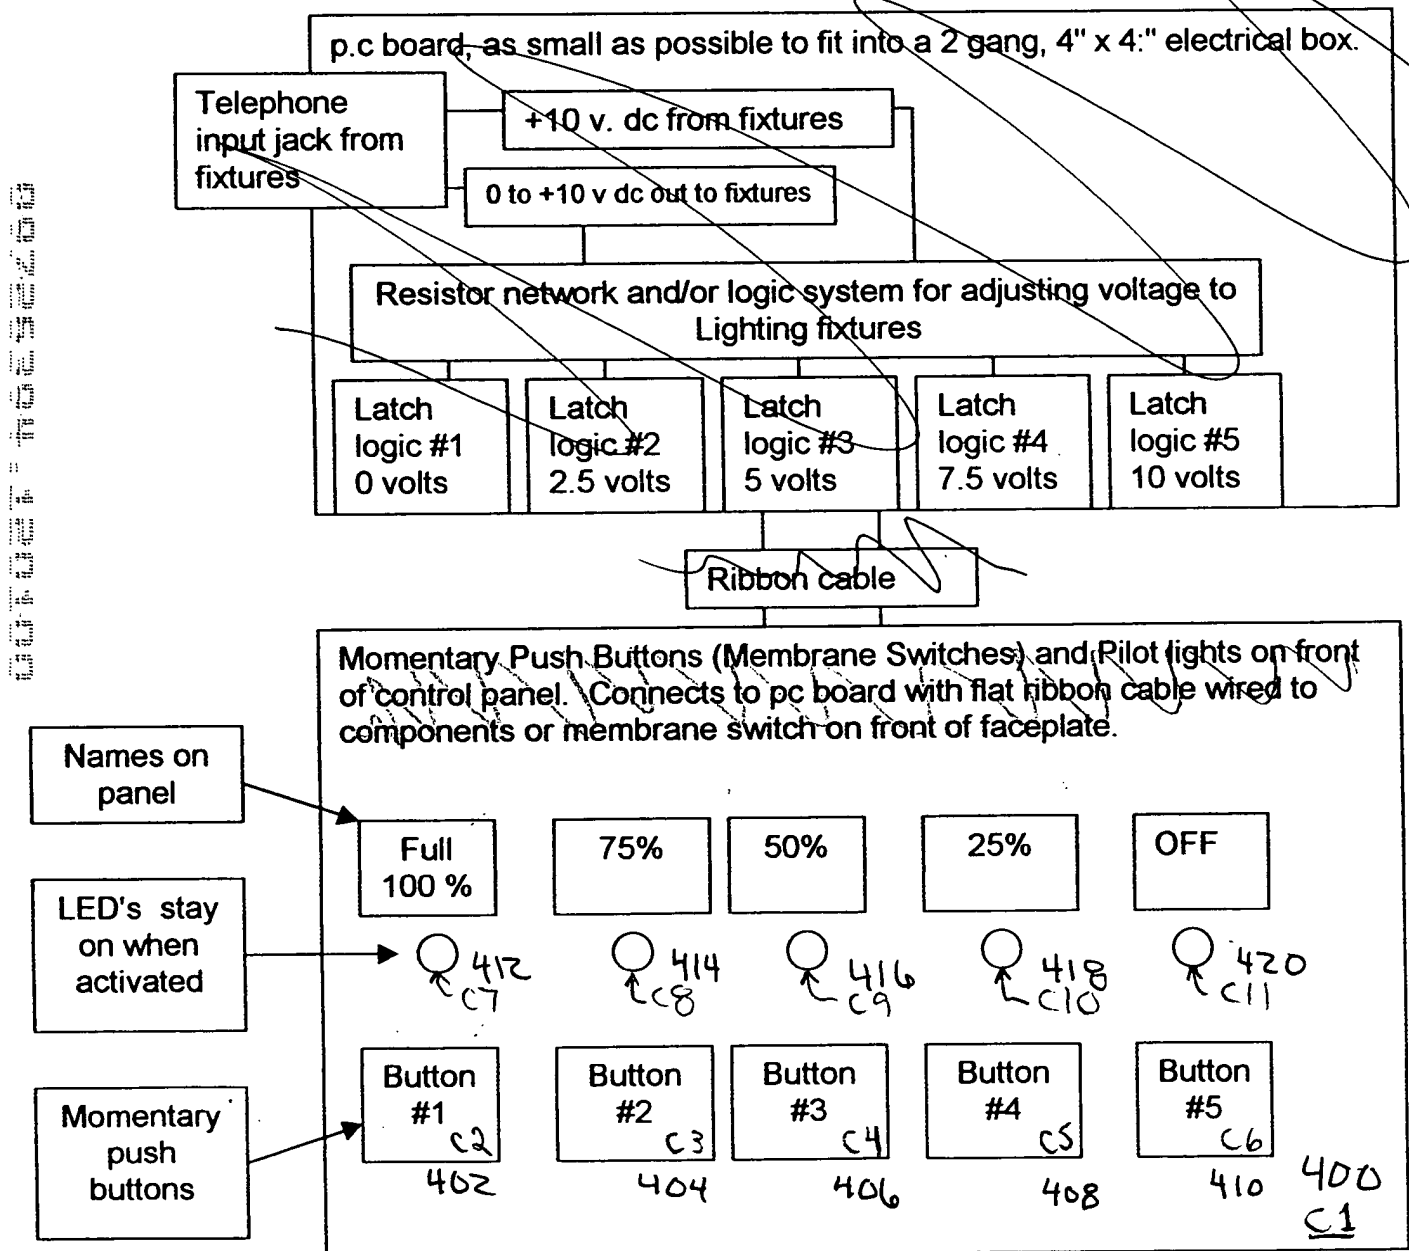 p.c board, as small as possible to fit into a 2 gang, 4" x 4:" electrical box.
Telephone
input jack from
fixtures
+10 v. dc from fixtures
0 to +10 v dc out to fixtures
Resistor network and/or logic system for adjusting voltage to
Lighting fixtures
Latch
logic #1
0 volts
Latch
logic #2
2.5 volts
Latch
logic #3
5 volts
Latch
logic #4
7.5 volts
Latch
logic #5
10 volts
Ribbon cable
Momentary Push Buttons (Membrane Switches) and Pilot lights on front
of control panel. Connects to pc board with flat ribbon cable wired to
components or membrane switch on front of faceplate.
Names on
panel
Full
100 %
75%
50%
25%
OFF
LED's stay
on when
activated
412
C7
414
C8
416
C9
418
C10
420
C11
Momentary
push
buttons
Button
#1
C2
402
Button
#2
C3
404
Button
#3
C4
406
Button
#4
C5
408
Button
#5
C6
410
400
C1